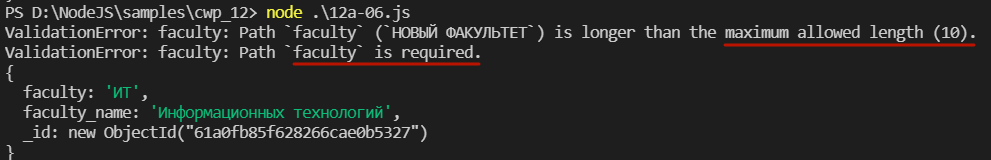 PS D:\NodeJS\samples\cwp_12> node .\12a-06.js
ValidationError: faculty: Path `faculty` (`НОВЫЙ ФАКУЛЬТЕТ`) is longer than the maximum allowed length (10).
ValidationError: faculty: Path `faculty` is required.
{
  faculty: 'ИТ',
  faculty_name: 'Информационных технологий',
  _id: new ObjectId("61a0fb85f628266cae0b5327")
}